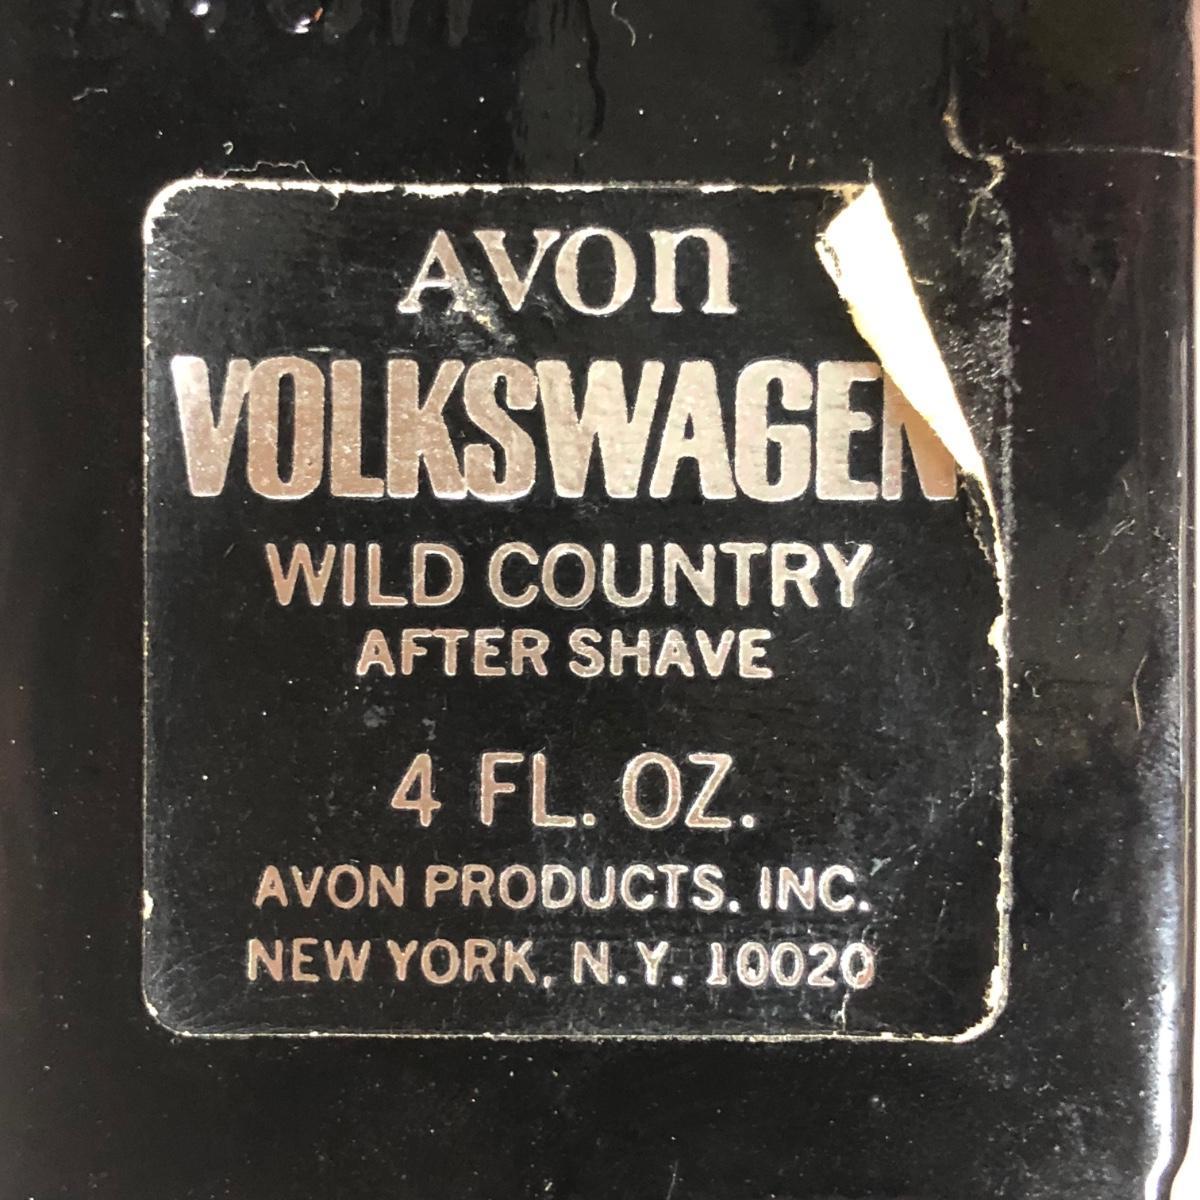 AVON
VOLKSWAGEN
WILD COUNTRY
AFTER SHAVE
4 FL. OZ.
AVON PRODUCTS. INC.
NEW YORK, N.Y. 10020